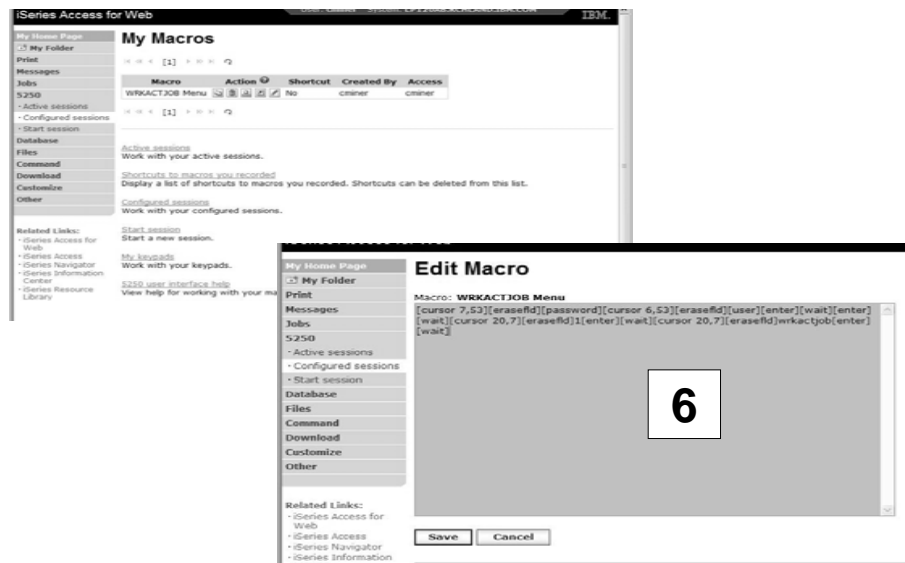 iSeries Access for Web
IBM.
My Home Page
My Folder
Print
Messages
Jobs
5250
· Active sessions
· Configured sessions
· Start session
Database
Files
Command
Download
Customize
Other
Related Links:
· iSeries Access for
Web
· iSeries Access
· iSeries Navigator
· iSeries Information
Center
· iSeries Resource
Library
My Macros
[1]
Macro Action Shortcut Created By Access
WRKACTJOB Menu No cminer cminer
[1]
Active sessions
Work with your active sessions.
Shortcuts to macros you recorded
Display a list of shortcuts to macros you recorded. Shortcuts can be deleted from this list.
Configured sessions
Work with your configured sessions.
Start session
Start a new session.
My keypads
Work with your keypads.
5250 user interface help
View help for working with your ma
My Home Page
My Folder
Print
Messages
Jobs
5250
· Active sessions
· Configured sessions
· Start session
Database
Files
Command
Download
Customize
Other
Related Links:
· iSeries Access for
Web
· iSeries Access
· iSeries Navigator
· iSeries Information
Edit Macro
Macro: WRKACTJOB Menu
[cursor 7,53][erasefld][password][cursor 6,53][erasefld][user][enter][wait][enter]
[wait][cursor 20,7][erasefld]1[enter][wait][cursor 20,7][erasefld]wrkactjob[enter]
[wait]
6
Save Cancel